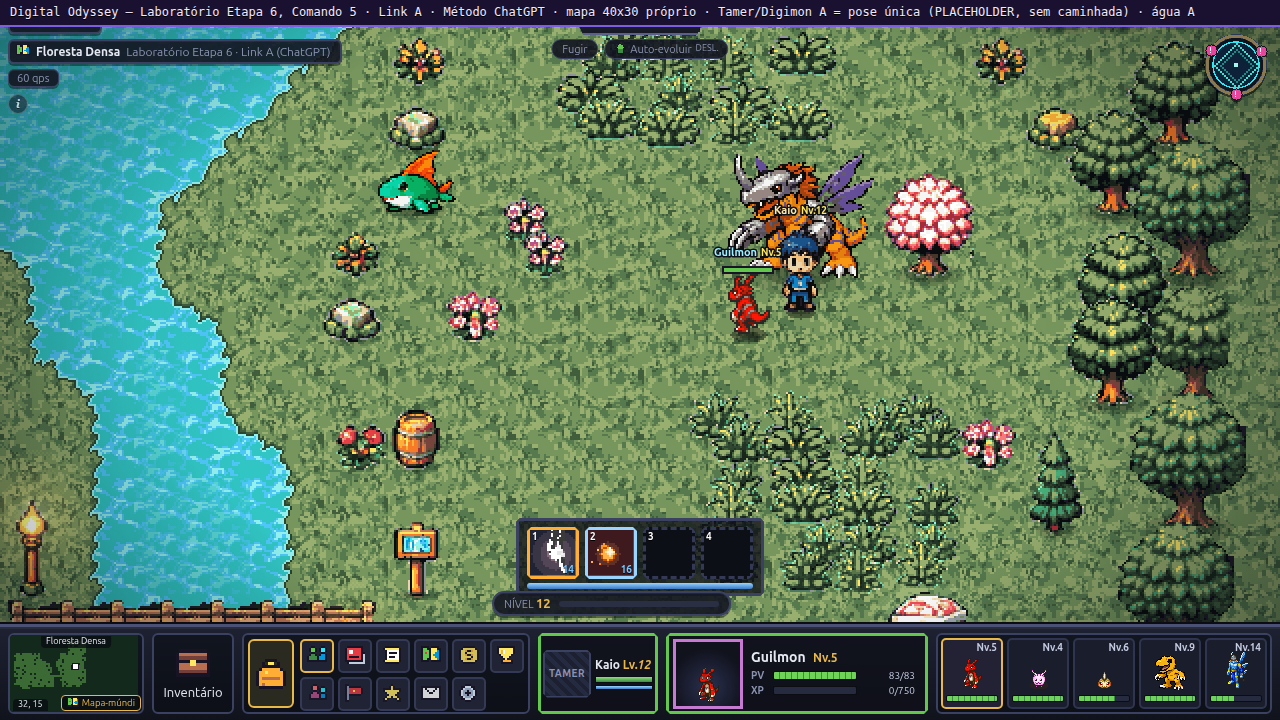 Digital Odyssey — Laboratório Etapa 6, Comando 5 · Link A · Método ChatGPT · mapa 40x30 próprio · Tamer/Digimon A = pose única (PLACEHOLDER, sem caminhada) · água A
Floresta Densa Laboratório Etapa 6 · Link A (ChatGPT)
Fugir
Auto-evoluir DESL.
60 qps
i
Kaio Nv.12
Guilmon Nv.5
1
14
2
16
3
4
NÍVEL 12
Floresta Densa
32, 15
Mapa-múndi
Inventário
TAMER
Kaio Lv.12
Guilmon Nv.5
PV 83/83
XP 0/750
Nv.5
Nv.4
Nv.6
Nv.9
Nv.14